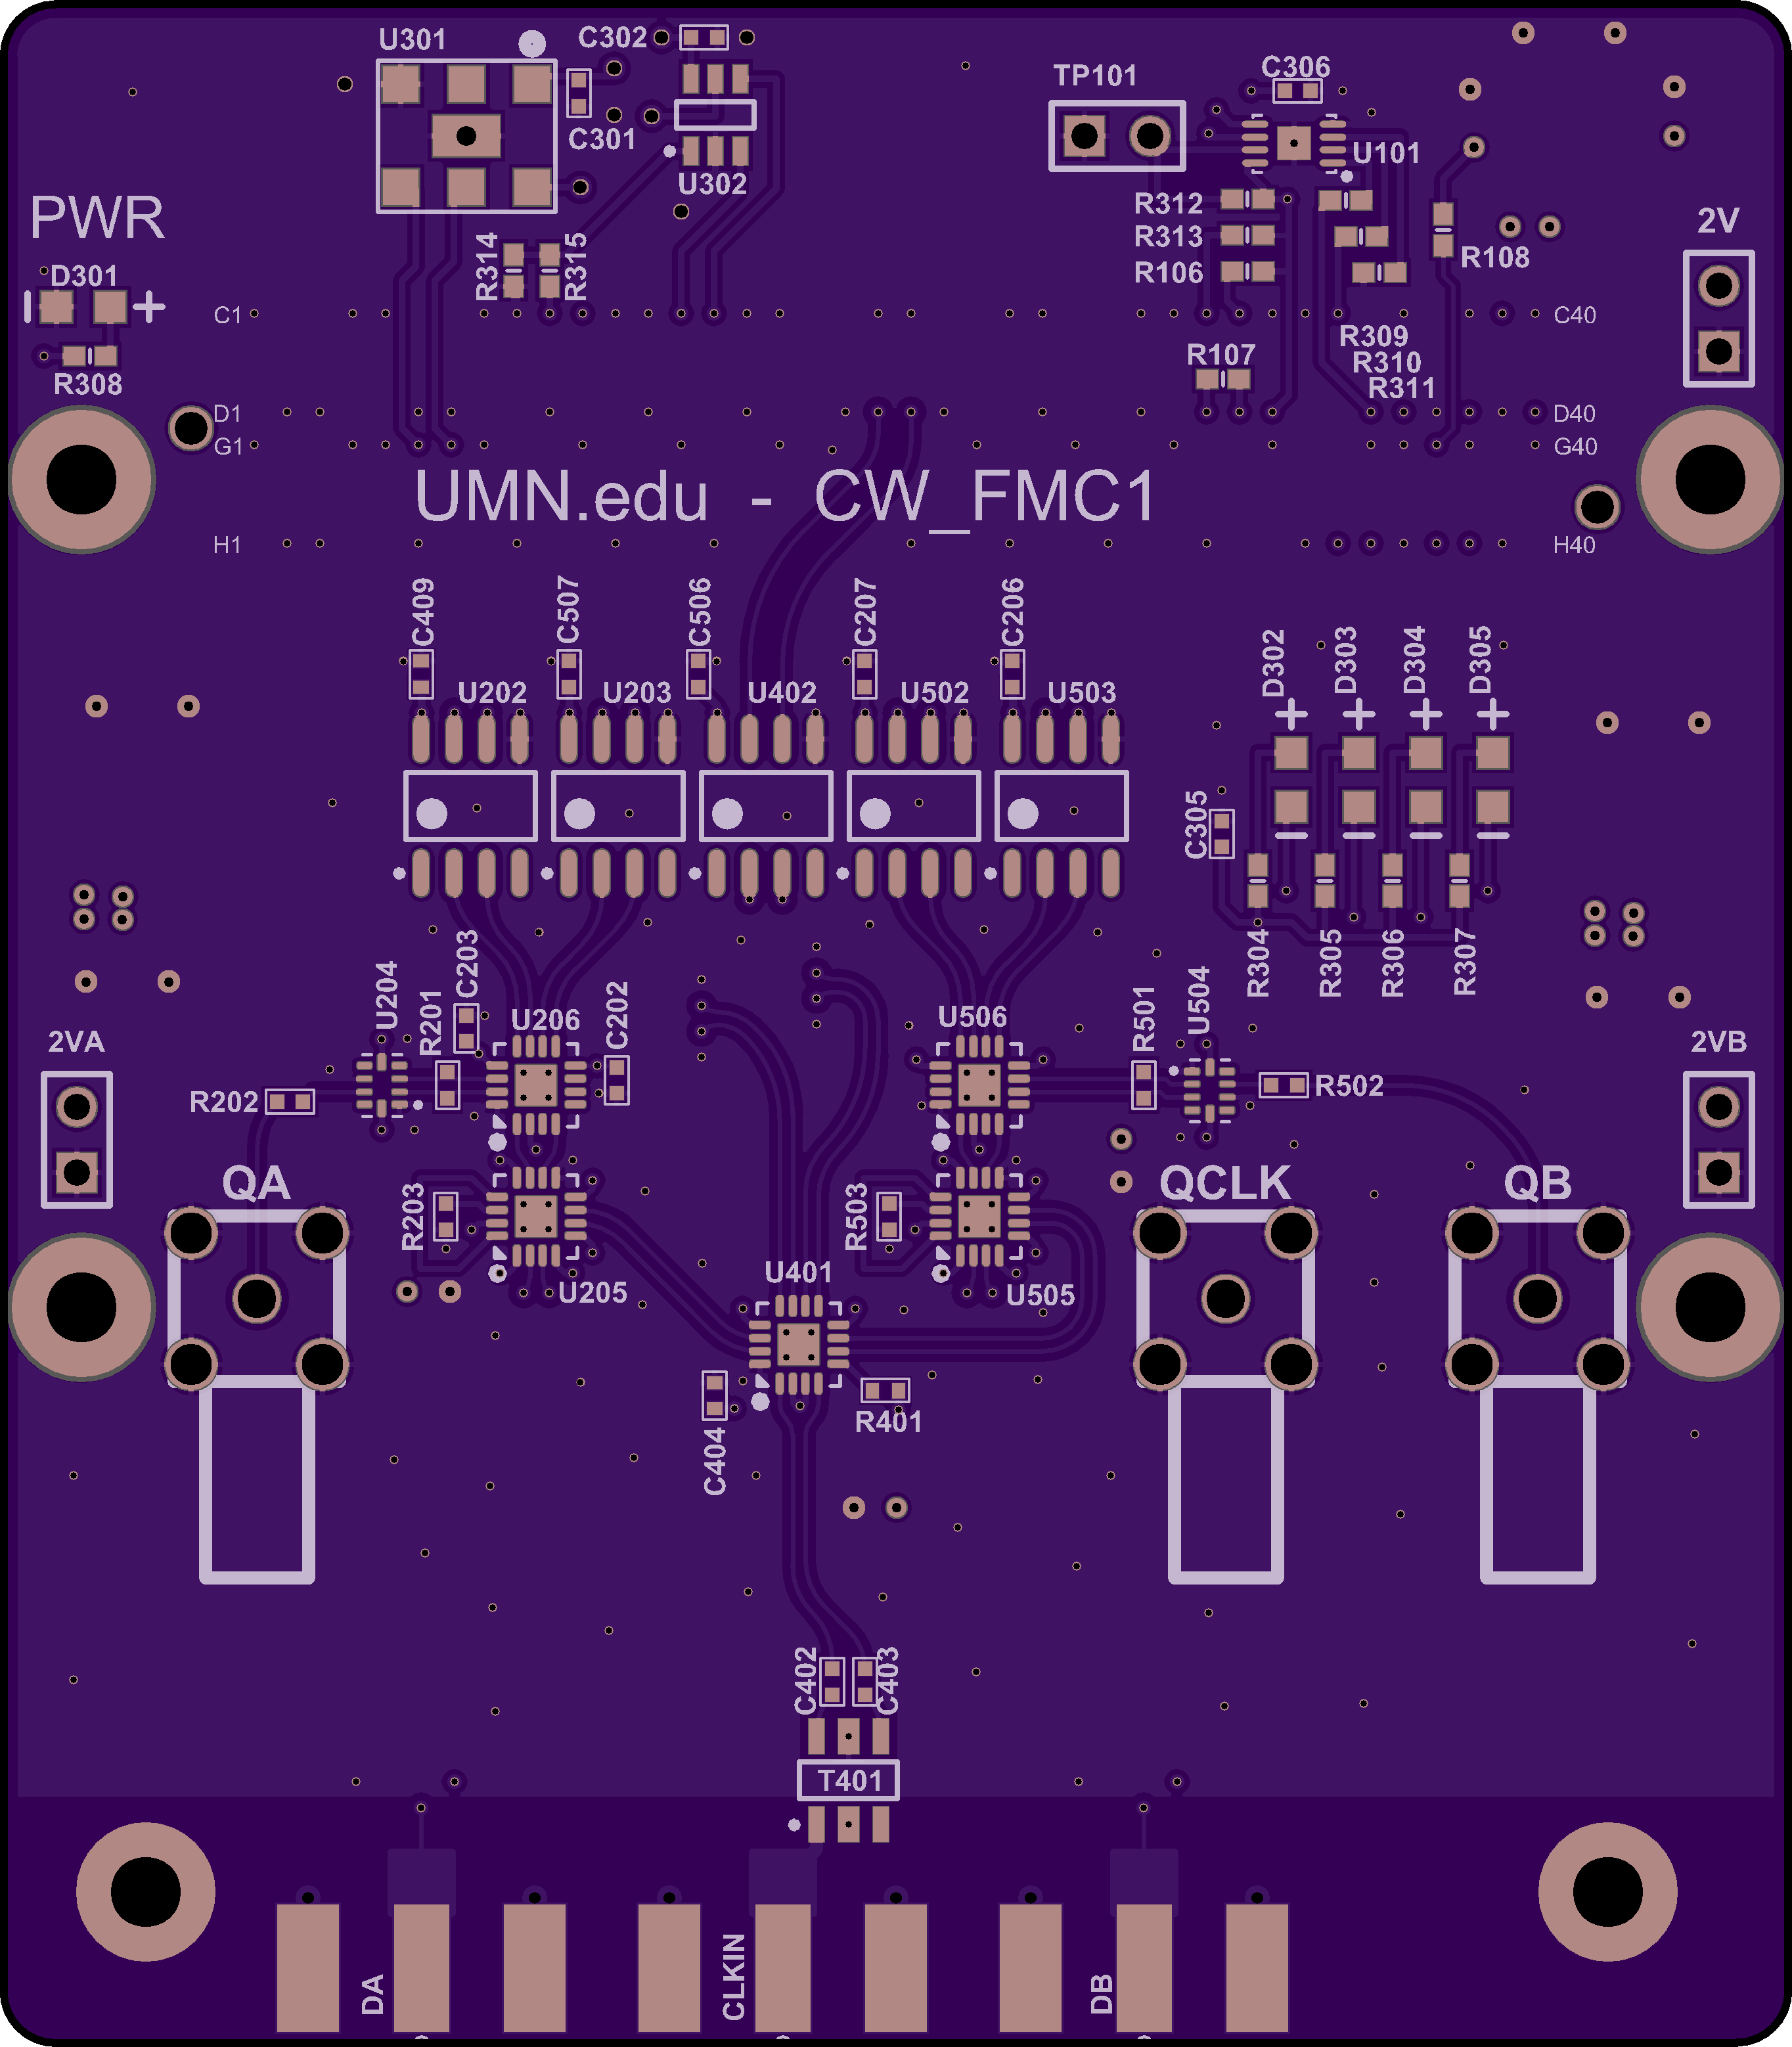 U301
C302
C301
U302
TP101
C306
U101
PWR
D301
R308
R314
R315
R312
R313
R106
R108
2V
C1
C40
R309
R310
R311
R107
D1
D40
G1
G40
UMN.edu - CW_FMC1
H1
H40
C409
C507
C506
C207
C206
U202
U203
U402
U502
U503
D302
D303
D304
D305
C305
R304
R305
R306
R307
U204
R201
C203
U206
C202
U506
R501
U504
2VA
2VB
R202
R502
QA
QCLK
QB
R203
R503
U205
U401
U505
C404
R401
C402
C403
T401
DA
CLKIN
DB